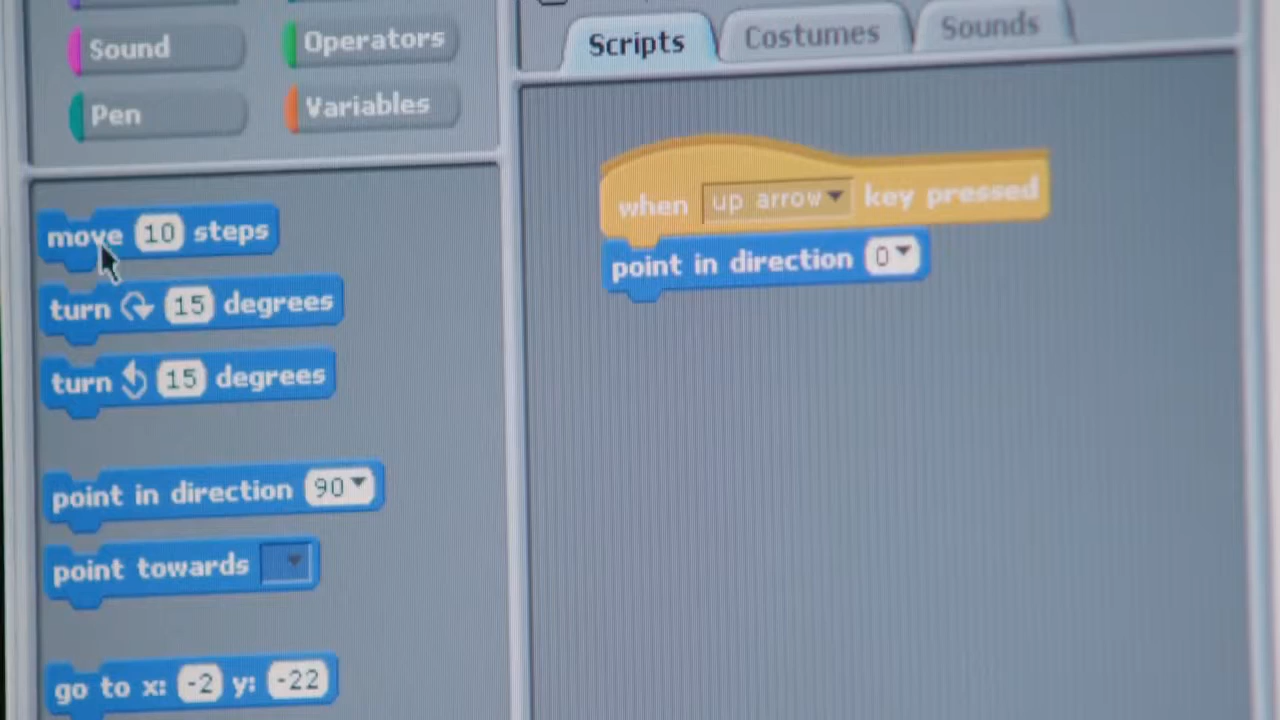 Sound
Operators
Pen
Variables
Scripts
Costumes
Sounds
when up arrow key pressed
point in direction 0
move 10 steps
turn 15 degrees
turn 15 degrees
point in direction 90
point towards
go to x: -2 y: -22